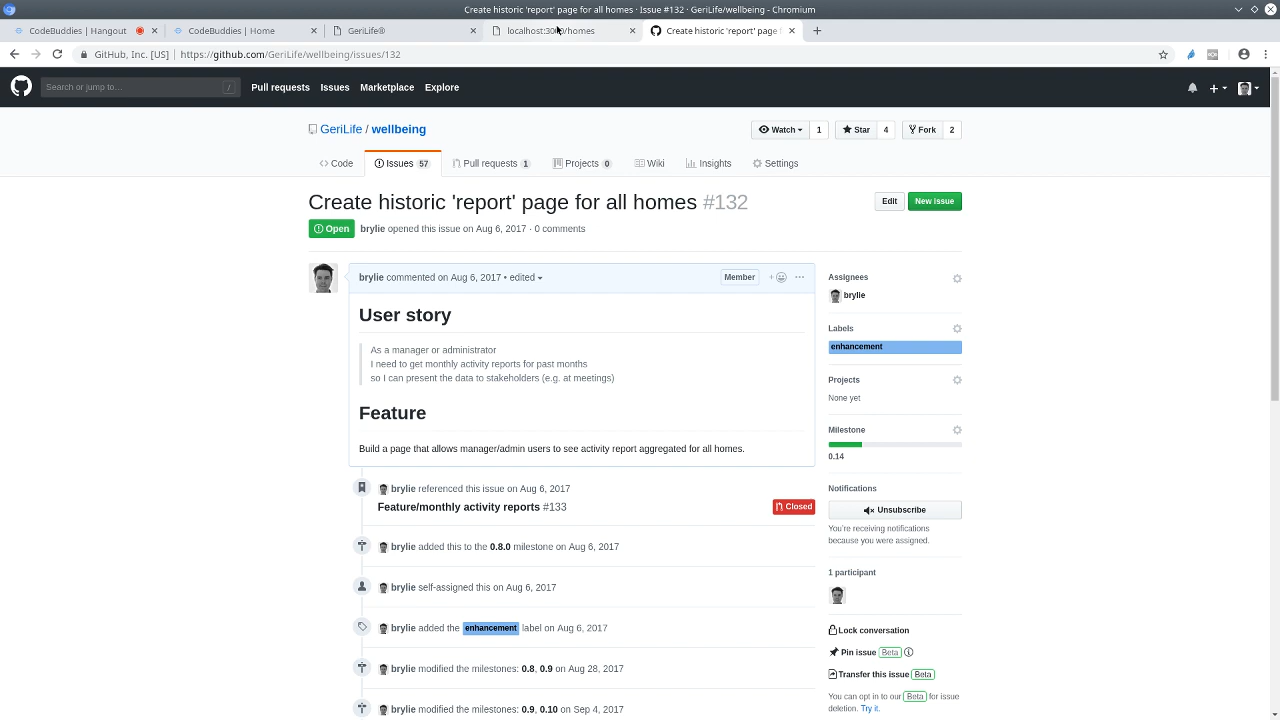 Create historic 'report' page for all homes · Issue #132 · GeriLife/wellbeing - Chromium
CodeBuddies | Hangout
CodeBuddies | Home
GeriLife®
localhost:3000/homes
Create historic 'report' page
GitHub, Inc. [US] | https://github.com/GeriLife/wellbeing/issues/132
Search or jump to… /
Pull requests Issues Marketplace Explore
GeriLife / wellbeing
Watch 1 Star 4 Fork 2
Code Issues 57 Pull requests 1 Projects 0 Wiki Insights Settings
Create historic 'report' page for all homes #132
Edit New issue
Open brylie opened this issue on Aug 6, 2017 · 0 comments
brylie commented on Aug 6, 2017 • edited
Member
User story
As a manager or administrator
I need to get monthly activity reports for past months
so I can present the data to stakeholders (e.g. at meetings)
Feature
Build a page that allows manager/admin users to see activity report aggregated for all homes.
brylie referenced this issue on Aug 6, 2017
Feature/monthly activity reports #133
Closed
brylie added this to the 0.8.0 milestone on Aug 6, 2017
brylie self-assigned this on Aug 6, 2017
brylie added the enhancement label on Aug 6, 2017
brylie modified the milestones: 0.8, 0.9 on Aug 28, 2017
brylie modified the milestones: 0.9, 0.10 on Sep 4, 2017
Assignees
brylie
Labels
enhancement
Projects
None yet
Milestone
0.14
Notifications
Unsubscribe
You're receiving notifications
because you were assigned.
1 participant
Lock conversation
Pin issue Beta
Transfer this issue Beta
You can opt in to our Beta for issue
deletion. Try it.